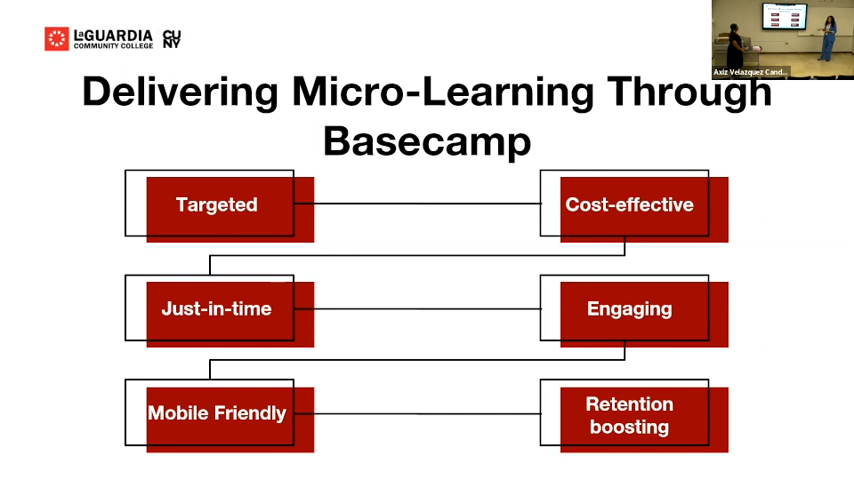 LaGUARDIA
COMMUNITY COLLEGE
CU
NY
Axiz Velazquez Cand...
Delivering Micro-Learning Through
Basecamp
Targeted
Cost-effective
Just-in-time
Engaging
Mobile Friendly
Retention
boosting